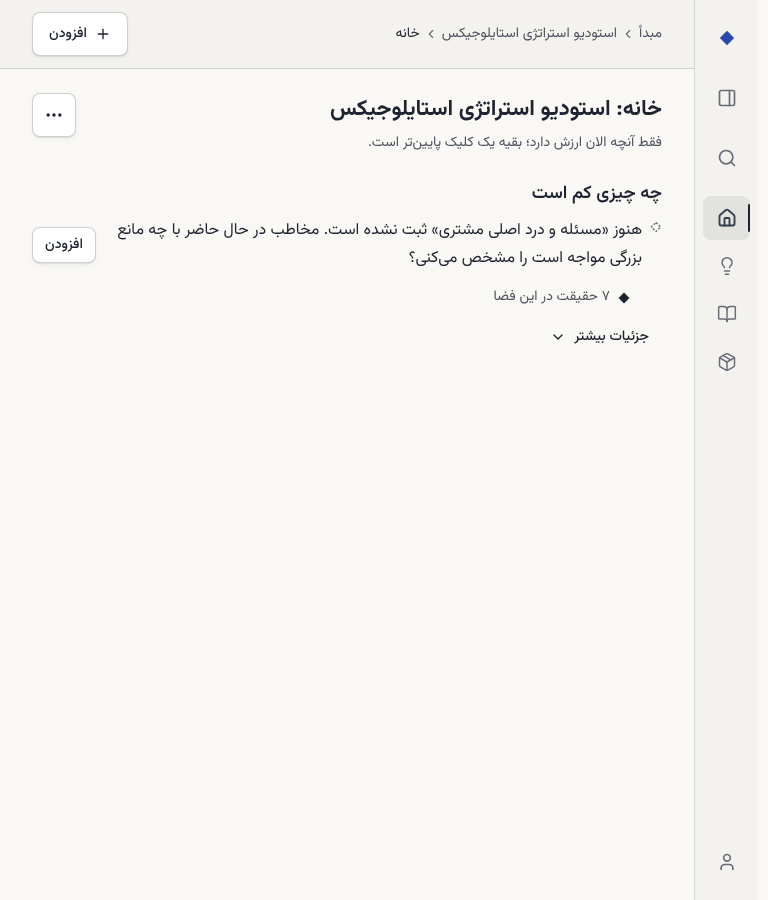 مبدأ › استودیو استراتژی استایلوجیکس › خانه
افزودن
خانه: استودیو استراتژی استایلوجیکس
فقط آنچه الان ارزش دارد؛ بقیه یک کلیک پایین‌تر است.
چه چیزی کم است
هنوز «مسئله و درد اصلی مشتری» ثبت نشده است. مخاطب در حال حاضر با چه مانع
بزرگی مواجه است را مشخص می‌کنی؟
افزودن
۷ حقیقت در این فضا
جزئیات بیشتر